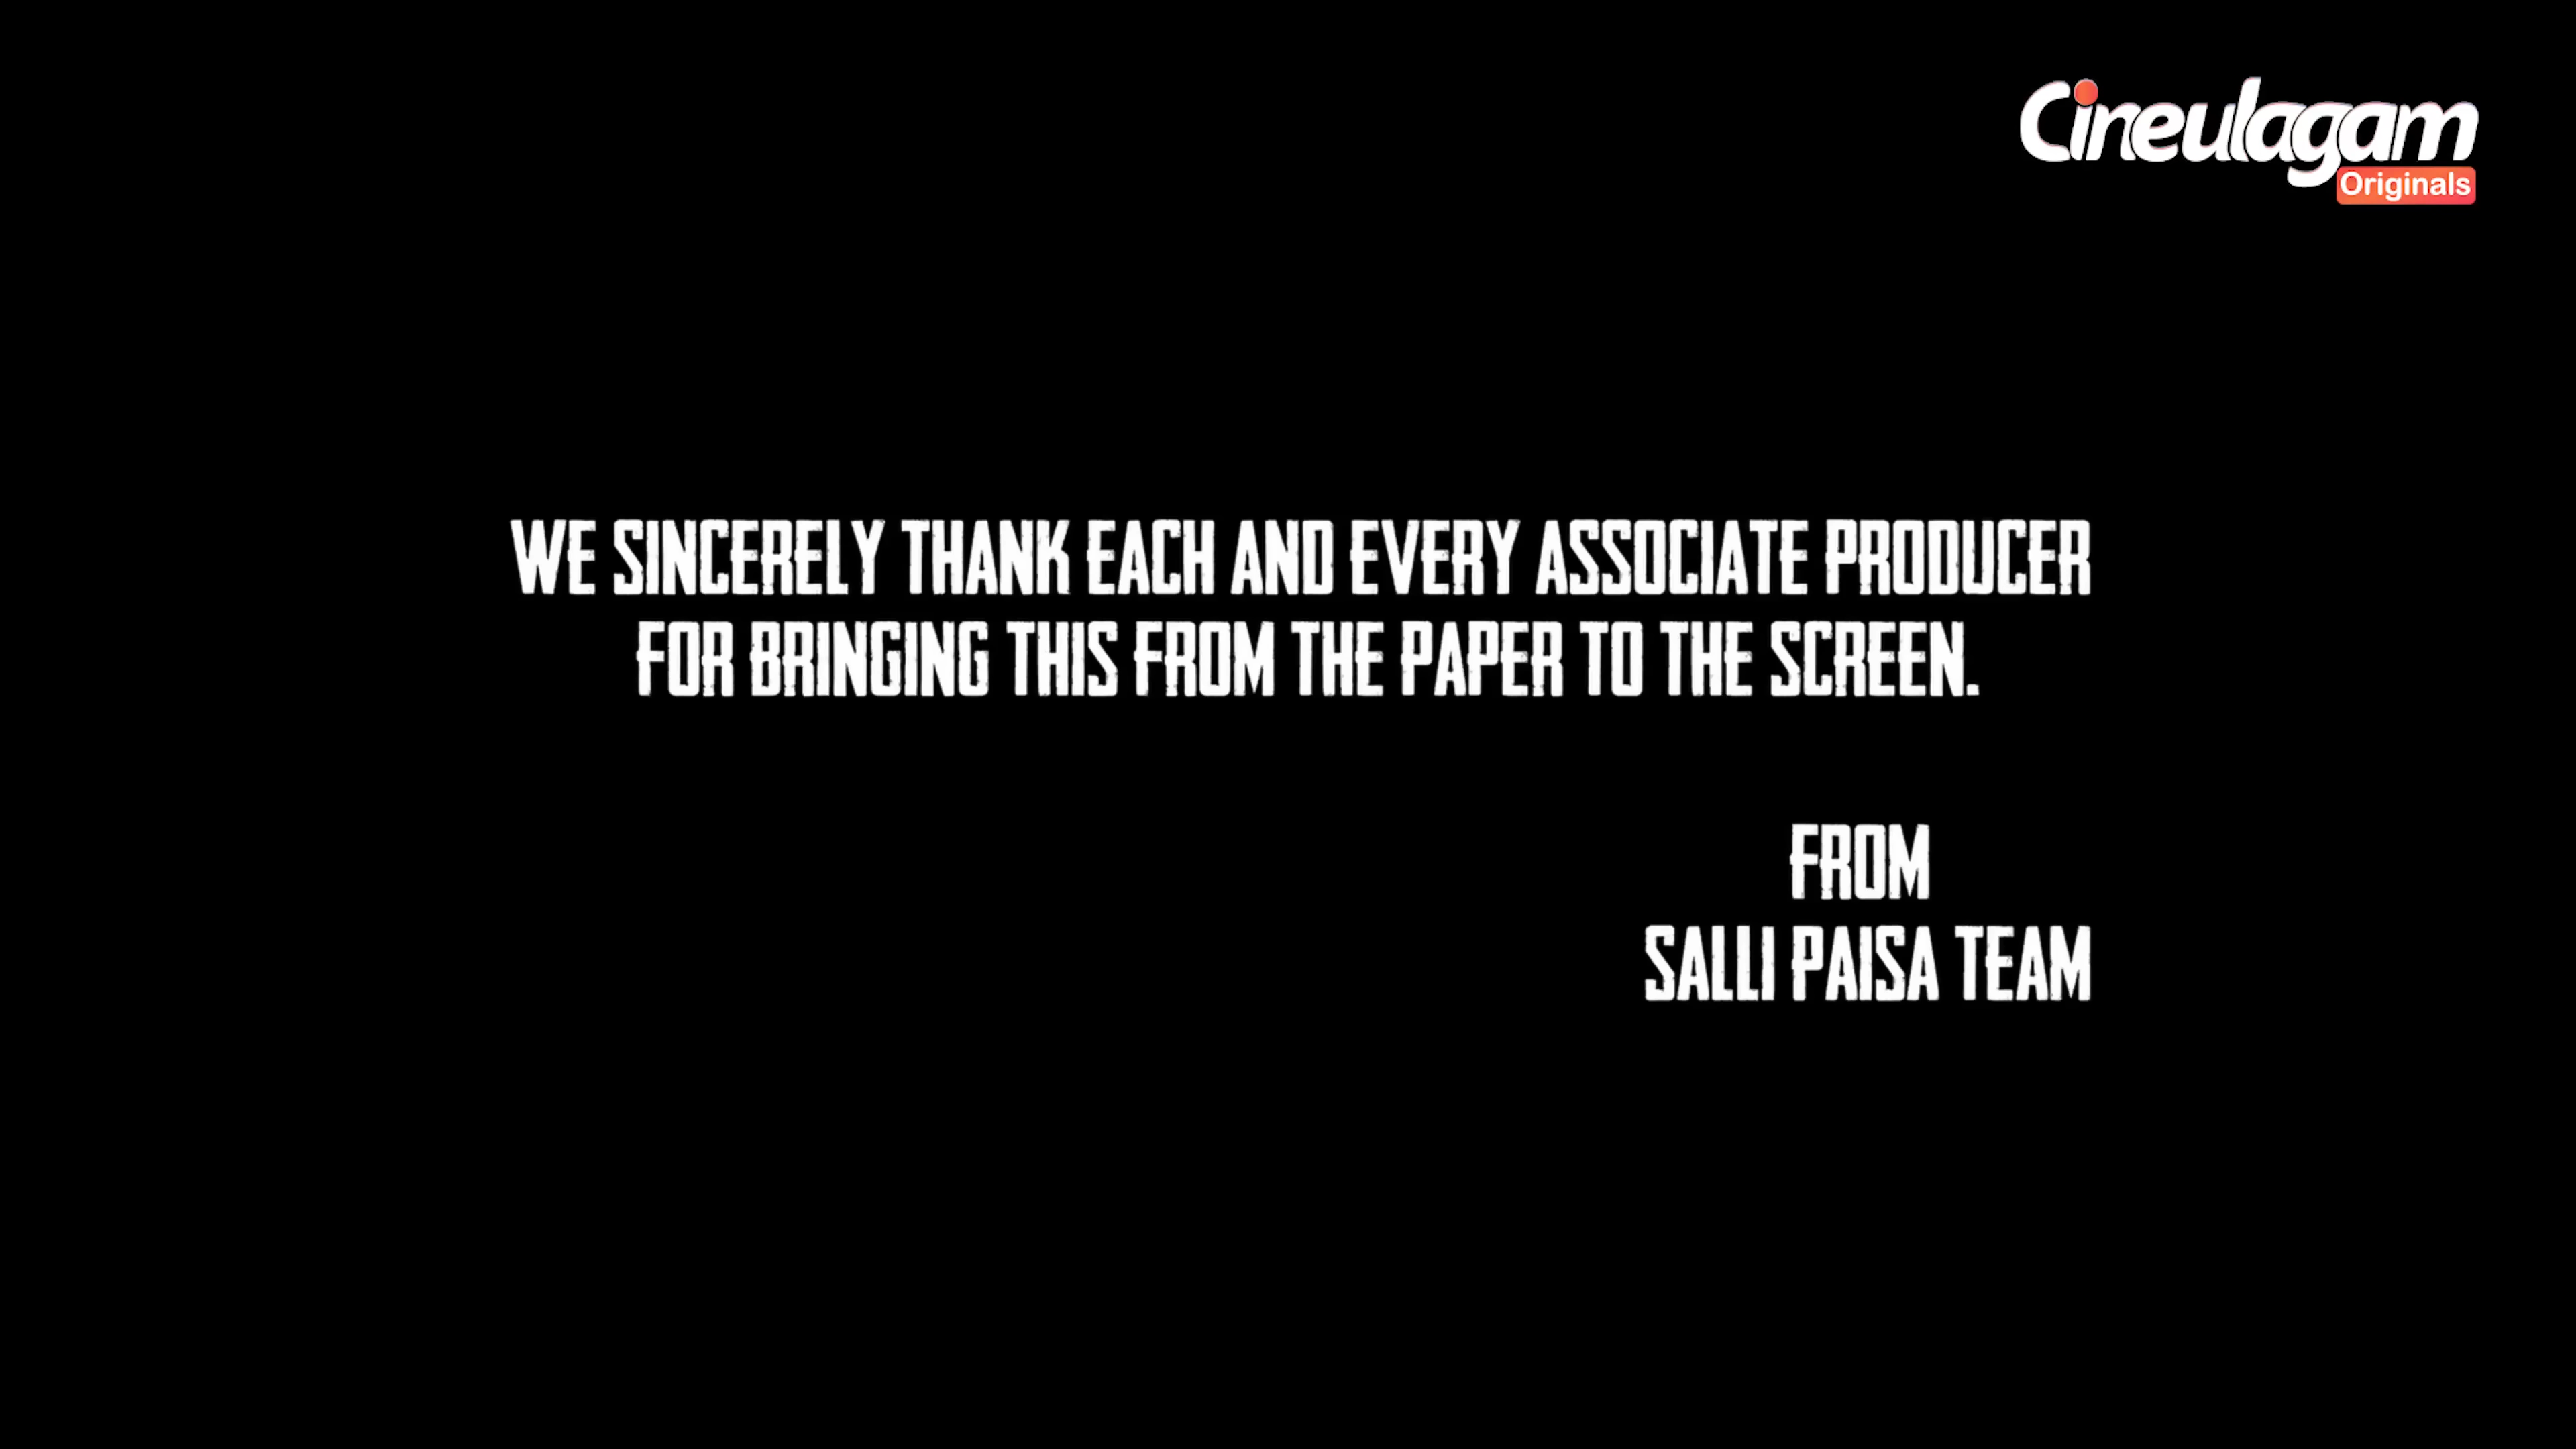 Cineulagam
Originals
WE SINCERELY THANK EACH AND EVERY ASSOCIATE PRODUCER
FOR BRINGING THIS FROM THE PAPER TO THE SCREEN.
FROM
SALLI PAISA TEAM